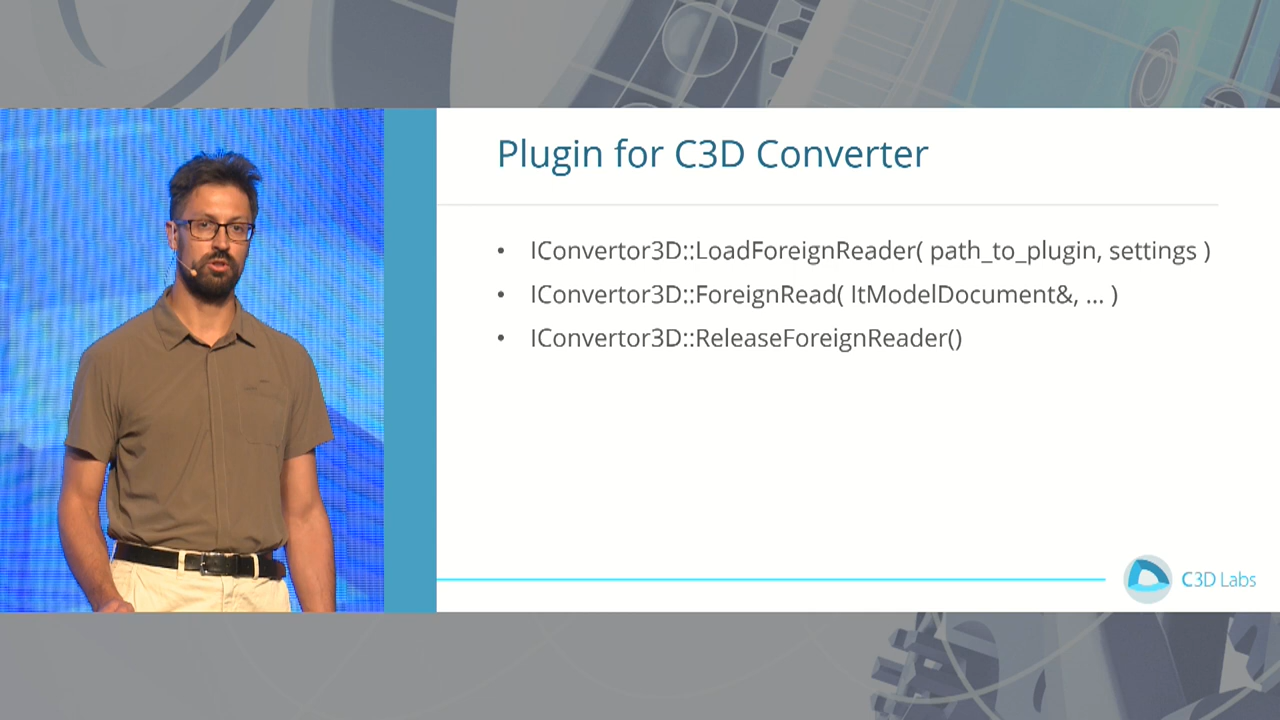 Plugin for C3D Converter
• IConvertor3D::LoadForeignReader( path_to_plugin, settings )
• IConvertor3D::ForeignRead( ItModelDocument&, ... )
• IConvertor3D::ReleaseForeignReader()
C3D Labs